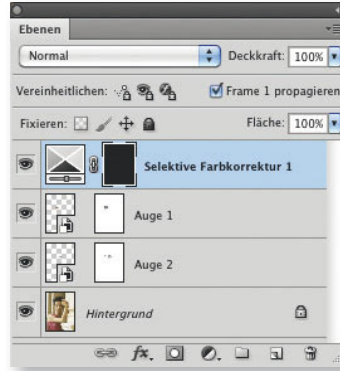 Ebenen
Normal Deckkraft: 100%
Vereinheitlichen: Frame 1 propagieren
Fixieren: Fläche: 100%
Selektive Farbkorrektur 1
Auge 1
Auge 2
Hintergrund
fx.